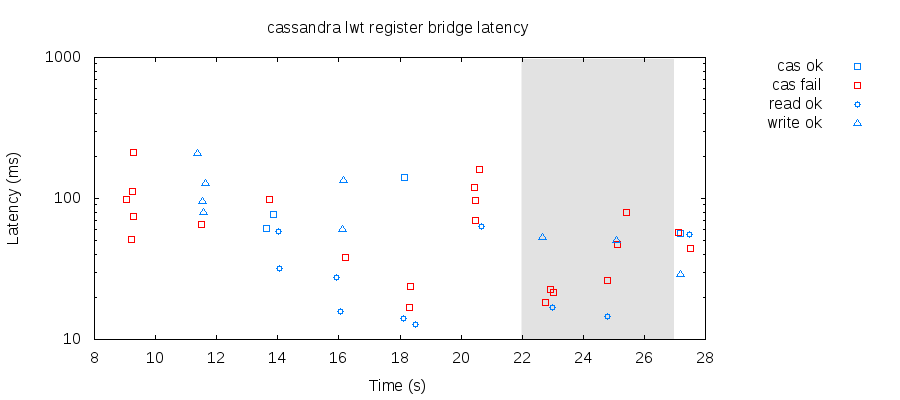 cassandra lwt register bridge latency
1000
100
10
Latency (ms)
8 10 12 14 16 18 20 22 24 26 28
Time (s)
cas ok
cas fail
read ok
write ok